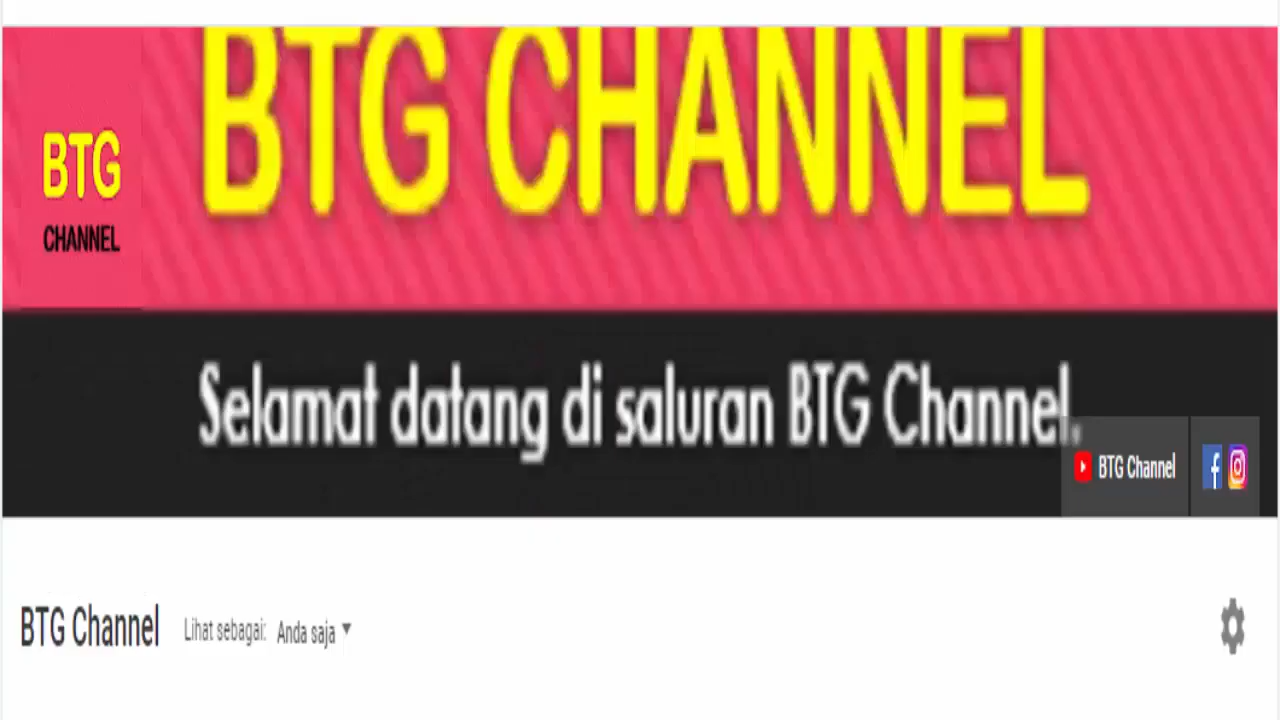 BTG CHANNEL
BTG
CHANNEL
Selamat datang di saluran BTG Channel.
BTG Channel
BTG Channel Lihat sebagai: Anda saja